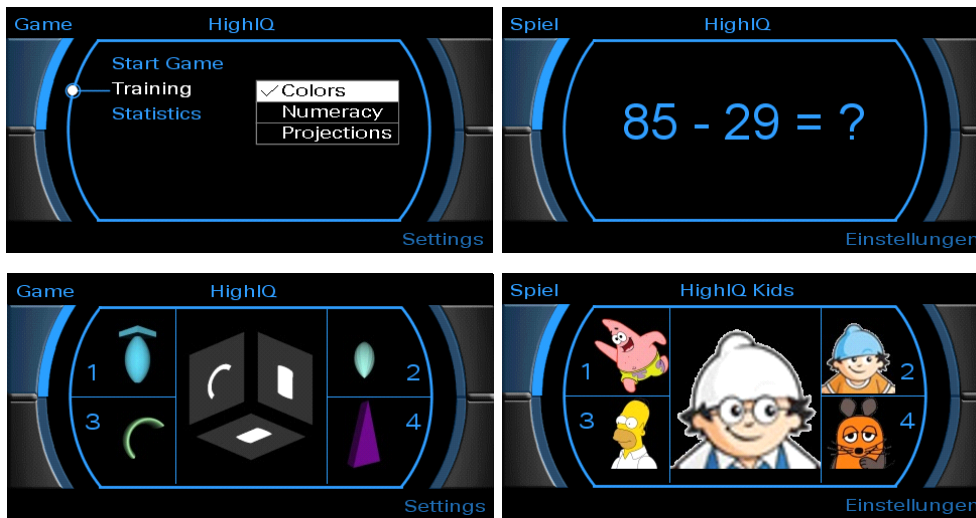 Game HighIQ
Start Game
Training
Statistics
Colors
Numeracy
Projections
Settings
Spiel HighIQ
85 - 29 = ?
Einstellungen
Game HighIQ
1
2
3
4
Settings
Spiel HighIQ Kids
1
2
3
4
Einstellungen